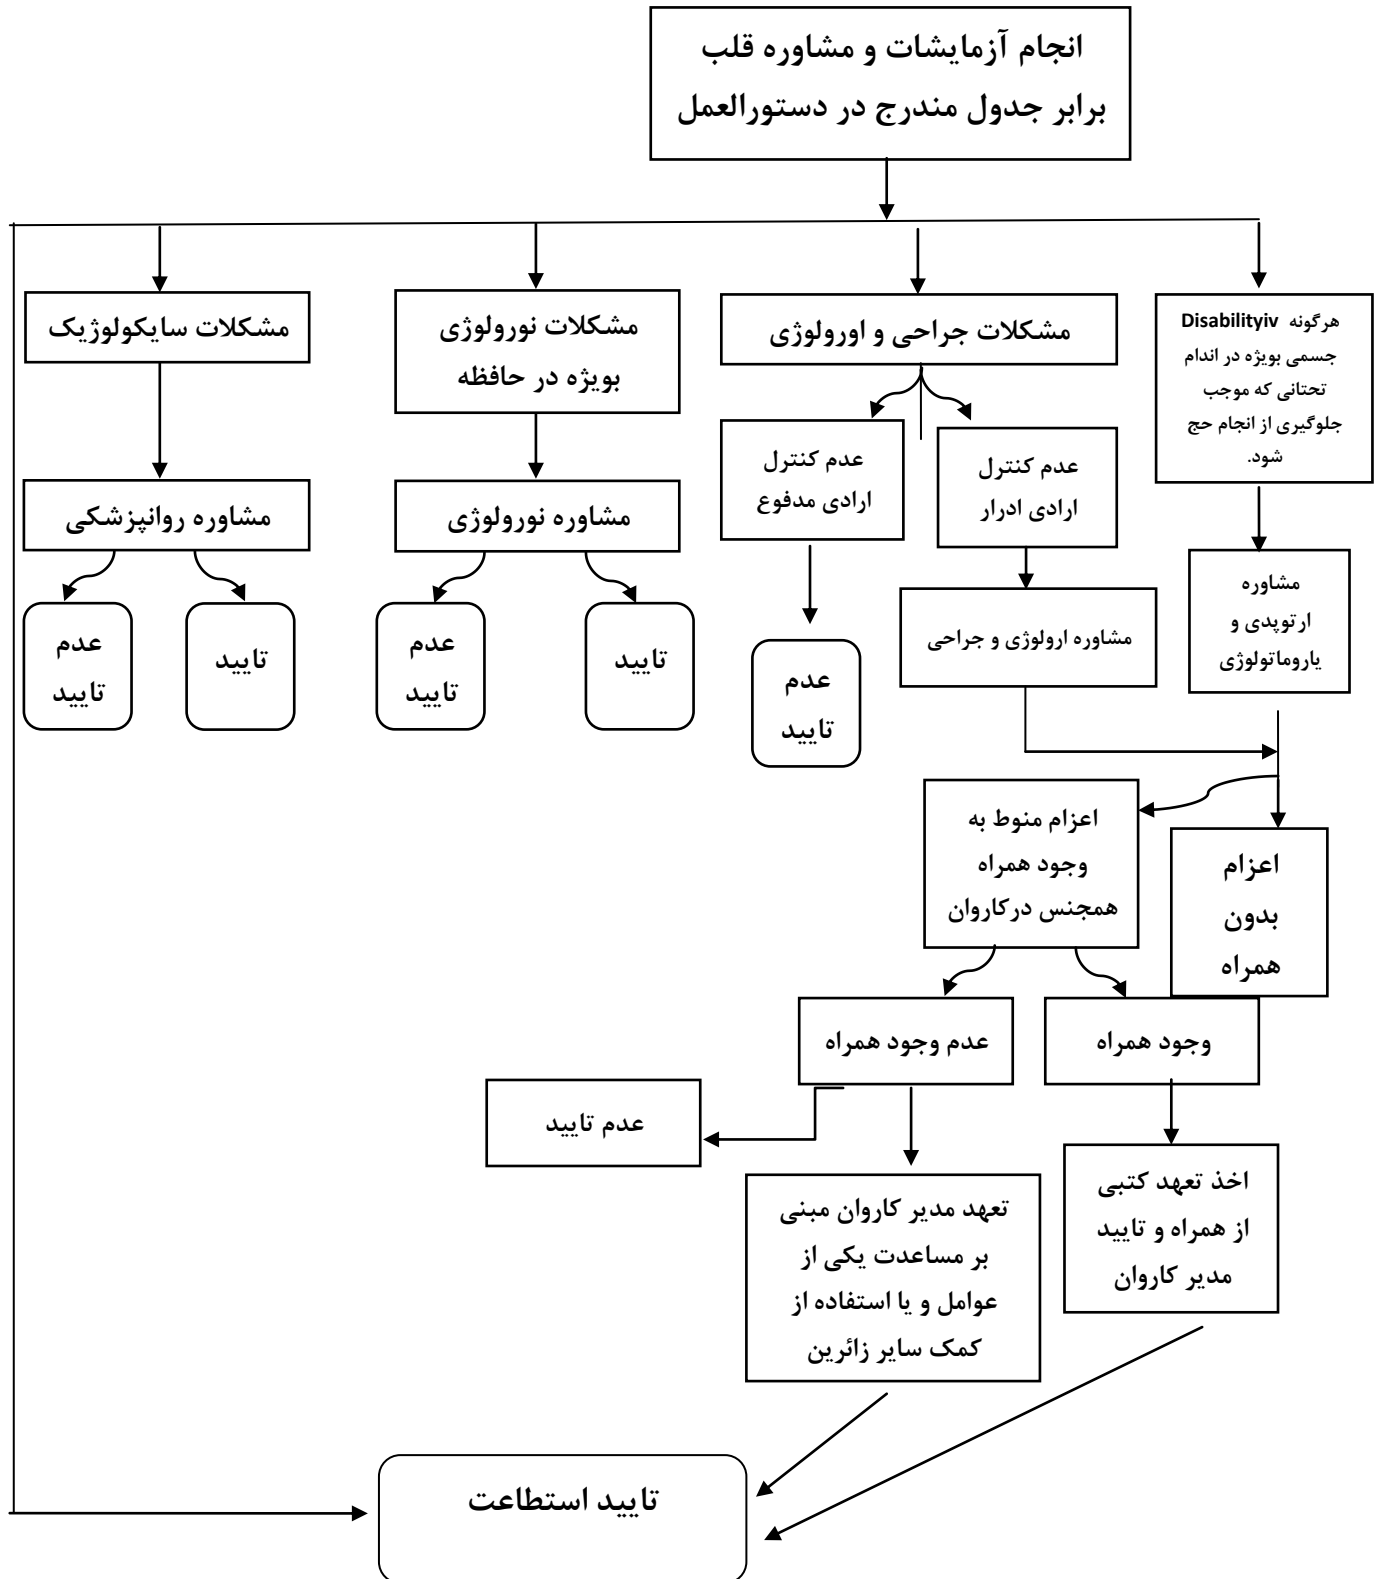 انجام آزمایشات و مشاوره قلب
برابر جدول مندرج در دستورالعمل
هرگونه Disabilityiv
جسمی بویژه در اندام
تحتانی که موجب
جلوگیری از انجام حج
شود.
مشکلات جراحی و اورولوژی
مشکلات نورولوژی
بویژه در حافظه
مشکلات سایکولوژیک
عدم کنترل
ارادی ادرار
عدم کنترل
ارادی مدفوع
مشاوره نورولوژی
مشاوره روانپزشکی
مشاوره
ارتوپدی و
یاروماتولوژی
مشاوره ارولوژی و جراحی
عدم
تایید
تایید
عدم
تایید
تایید
عدم
تایید
اعزام
بدون
همراه
اعزام منوط به
وجود همراه
همجنس درکاروان
وجود همراه
عدم وجود همراه
عدم تایید
اخذ تعهد کتبی
از همراه و تایید
مدیر کاروان
تعهد مدیر کاروان مبنی
بر مساعدت یکی از
عوامل و یا استفاده از
کمک سایر زائرین
تایید استطاعت